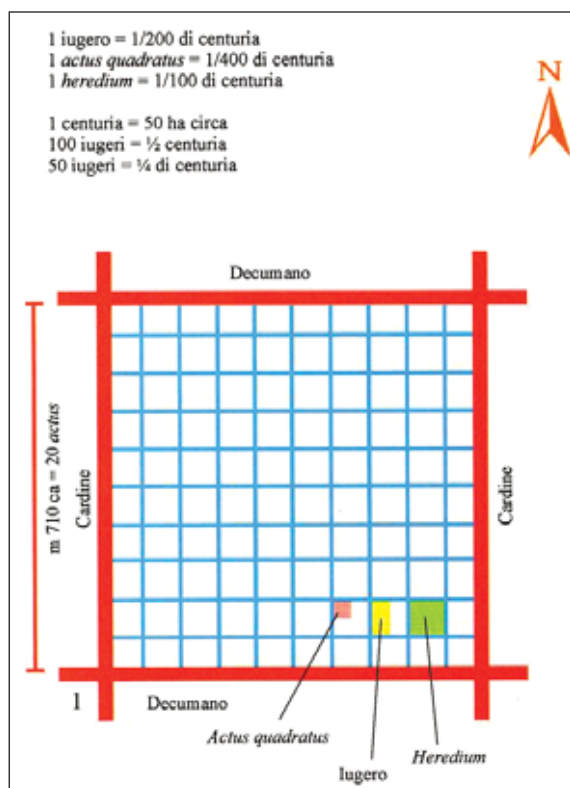 1 iugero = 1/200 di centuria
1 actus quadratus = 1/400 di centuria
1 heredium = 1/100 di centuria
1 centuria = 50 ha circa
100 iugeri = ½ centuria
50 iugeri = ¼ di centuria
N
Decumano
m 710 ca = 20 actus
Cardine
Cardine
1
Decumano
Actus quadratus
Iugero
Heredium